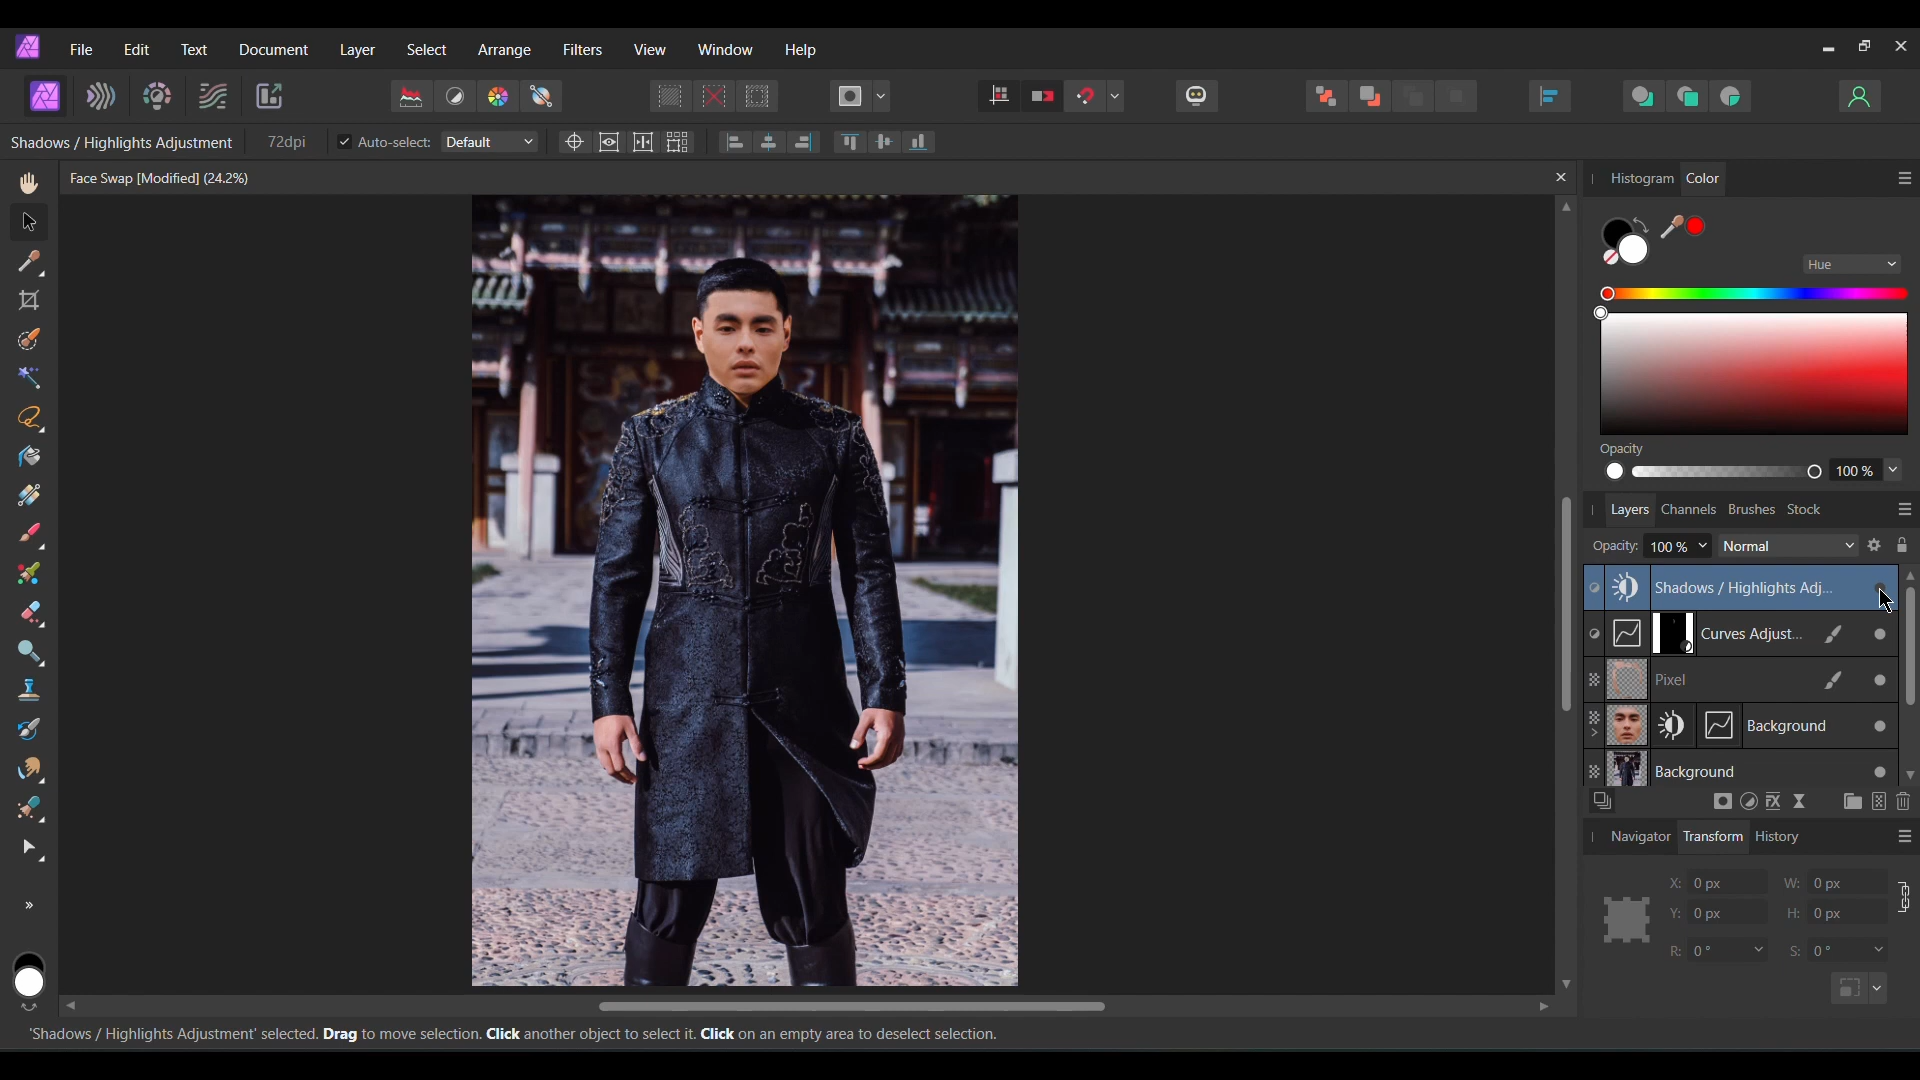 File Edit Text Document Layer Select Arrange Filters View Window Help
Shadows / Highlights Adjustment 72dpi Auto-select: Default
Face Swap [Modified] (24.2%)
Histogram Color
Hue
Opacity
100 %
Layers Channels Brushes Stock
Opacity: 100 % Normal
Shadows / Highlights Adj...
Curves Adjust...
Pixel
Background
Background
Navigator Transform History
X: 0 px W: 0 px
Y: 0 px H: 0 px
R: 0 ° S: 0 °
'Shadows / Highlights Adjustment' selected. Drag to move selection. Click another object to select it. Click on an empty area to deselect selection.